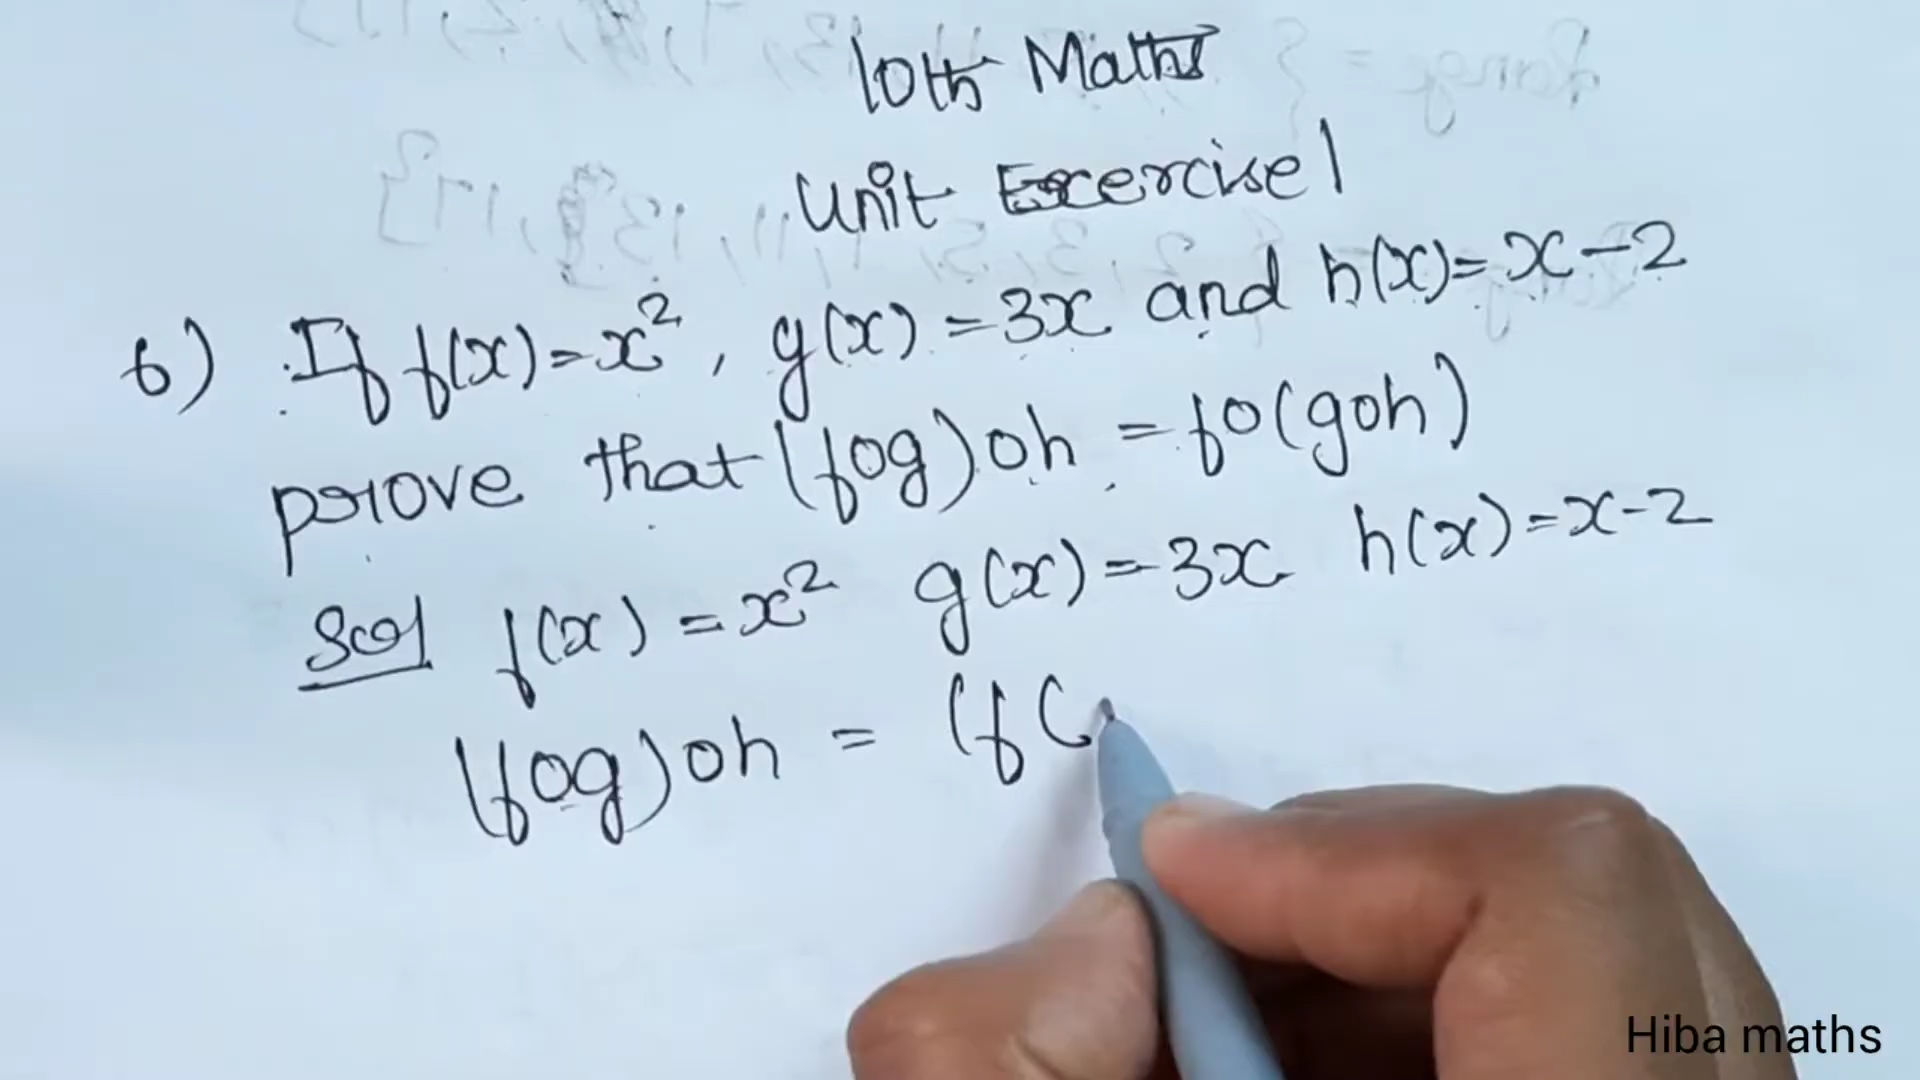 10th Maths
Unit Exercise 1
6) If f(x)=x², g(x)=3x and h(x)=x-2
prove that (fog)oh = fo(goh)
Sol f(x)=x² g(x)=3x h(x)=x-2
(fog)oh = (f(
Hiba maths